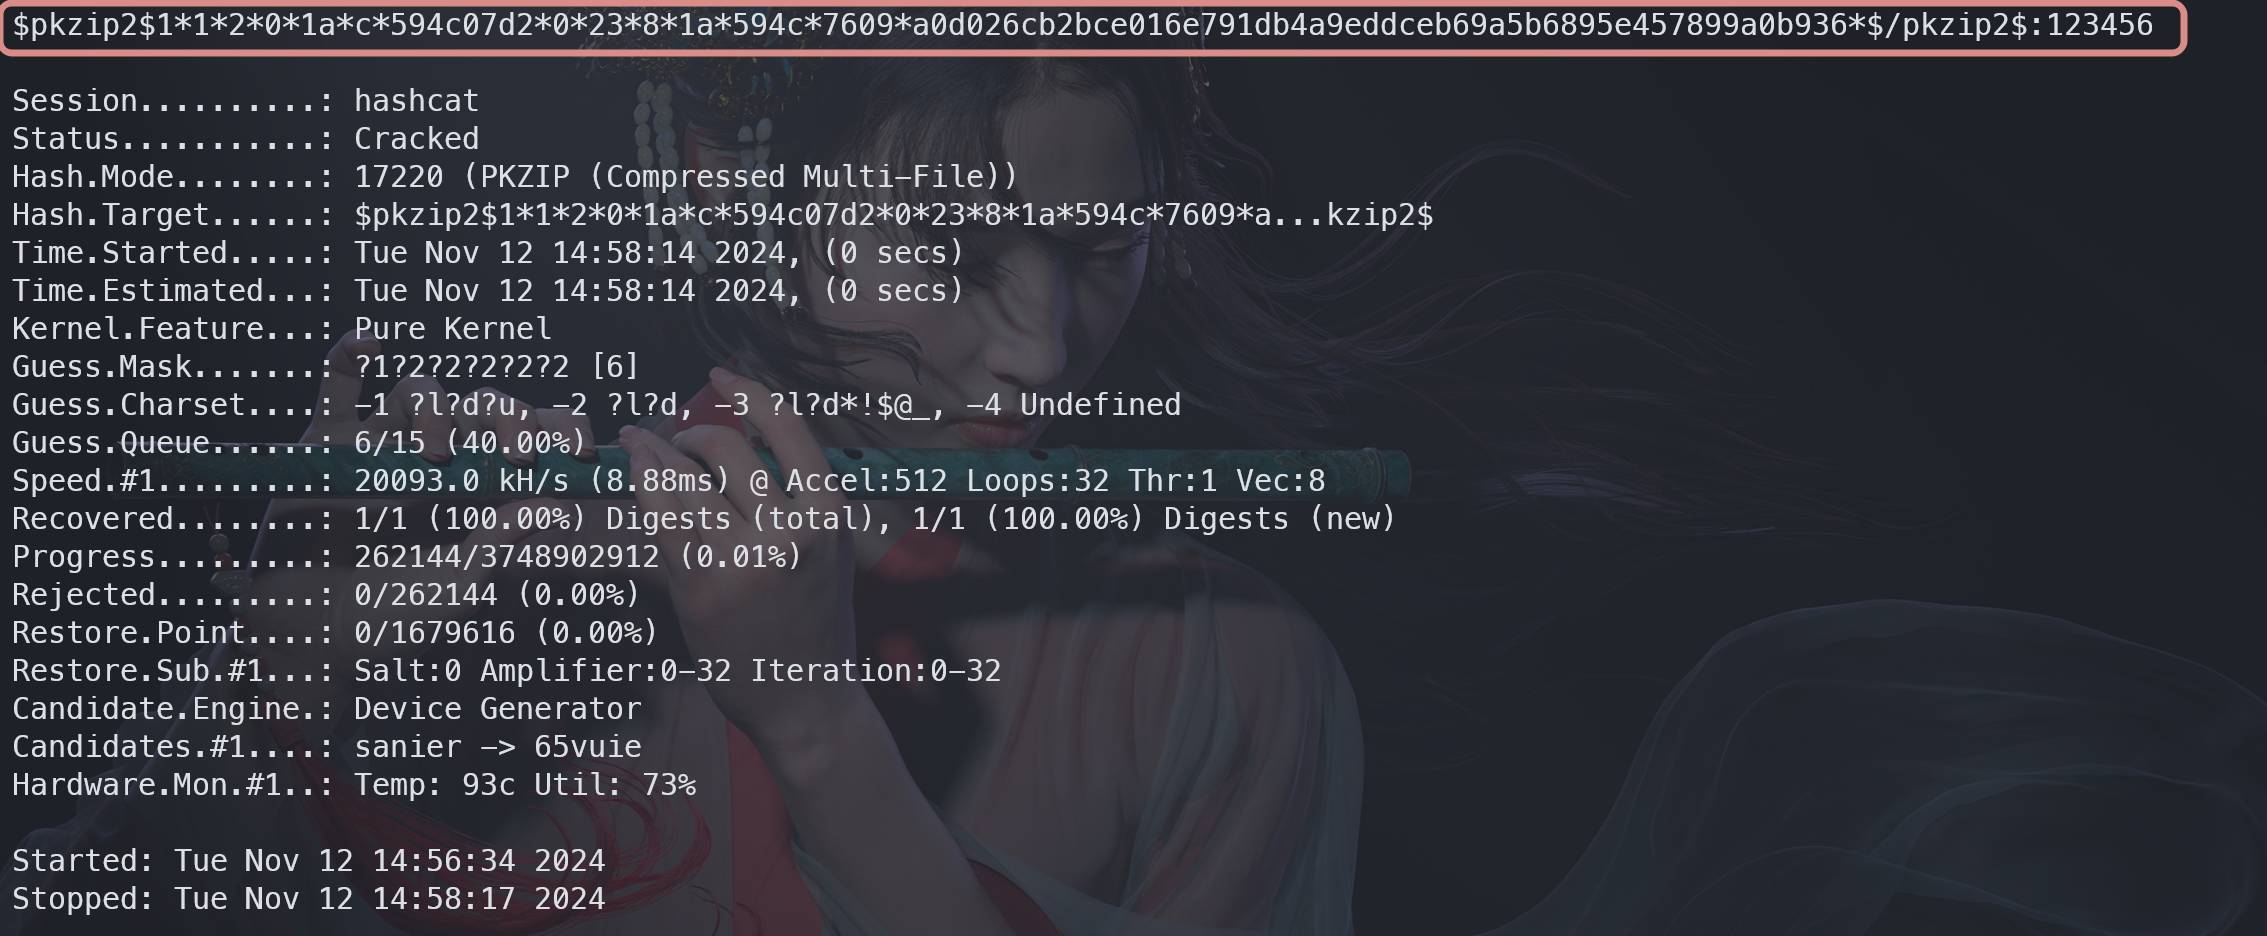 $pkzip2$1*1*2*0*1a*c*594c07d2*0*23*8*1a*594c*7609*a0d026cb2bce016e791db4a9eddceb69a5b6895e457899a0b936*$/pkzip2$:123456
Session..........: hashcat
Status...........: Cracked
Hash.Mode........: 17220 (PKZIP (Compressed Multi-File))
Hash.Target......: $pkzip2$1*1*2*0*1a*c*594c07d2*0*23*8*1a*594c*7609*a...kzip2$
Time.Started.....: Tue Nov 12 14:58:14 2024, (0 secs)
Time.Estimated...: Tue Nov 12 14:58:14 2024, (0 secs)
Kernel.Feature...: Pure Kernel
Guess.Mask.......: ?1?2?2?2?2?2 [6]
Guess.Charset....: -1 ?l?d?u, -2 ?l?d, -3 ?l?d*!$@_, -4 Undefined
Guess.Queue......: 6/15 (40.00%)
Speed.#1.........: 20093.0 kH/s (8.88ms) @ Accel:512 Loops:32 Thr:1 Vec:8
Recovered........: 1/1 (100.00%) Digests (total), 1/1 (100.00%) Digests (new)
Progress.........: 262144/3748902912 (0.01%)
Rejected.........: 0/262144 (0.00%)
Restore.Point....: 0/1679616 (0.00%)
Restore.Sub.#1...: Salt:0 Amplifier:0-32 Iteration:0-32
Candidate.Engine.: Device Generator
Candidates.#1....: sanier -> 65vuie
Hardware.Mon.#1..: Temp: 93c Util: 73%
Started: Tue Nov 12 14:56:34 2024
Stopped: Tue Nov 12 14:58:17 2024